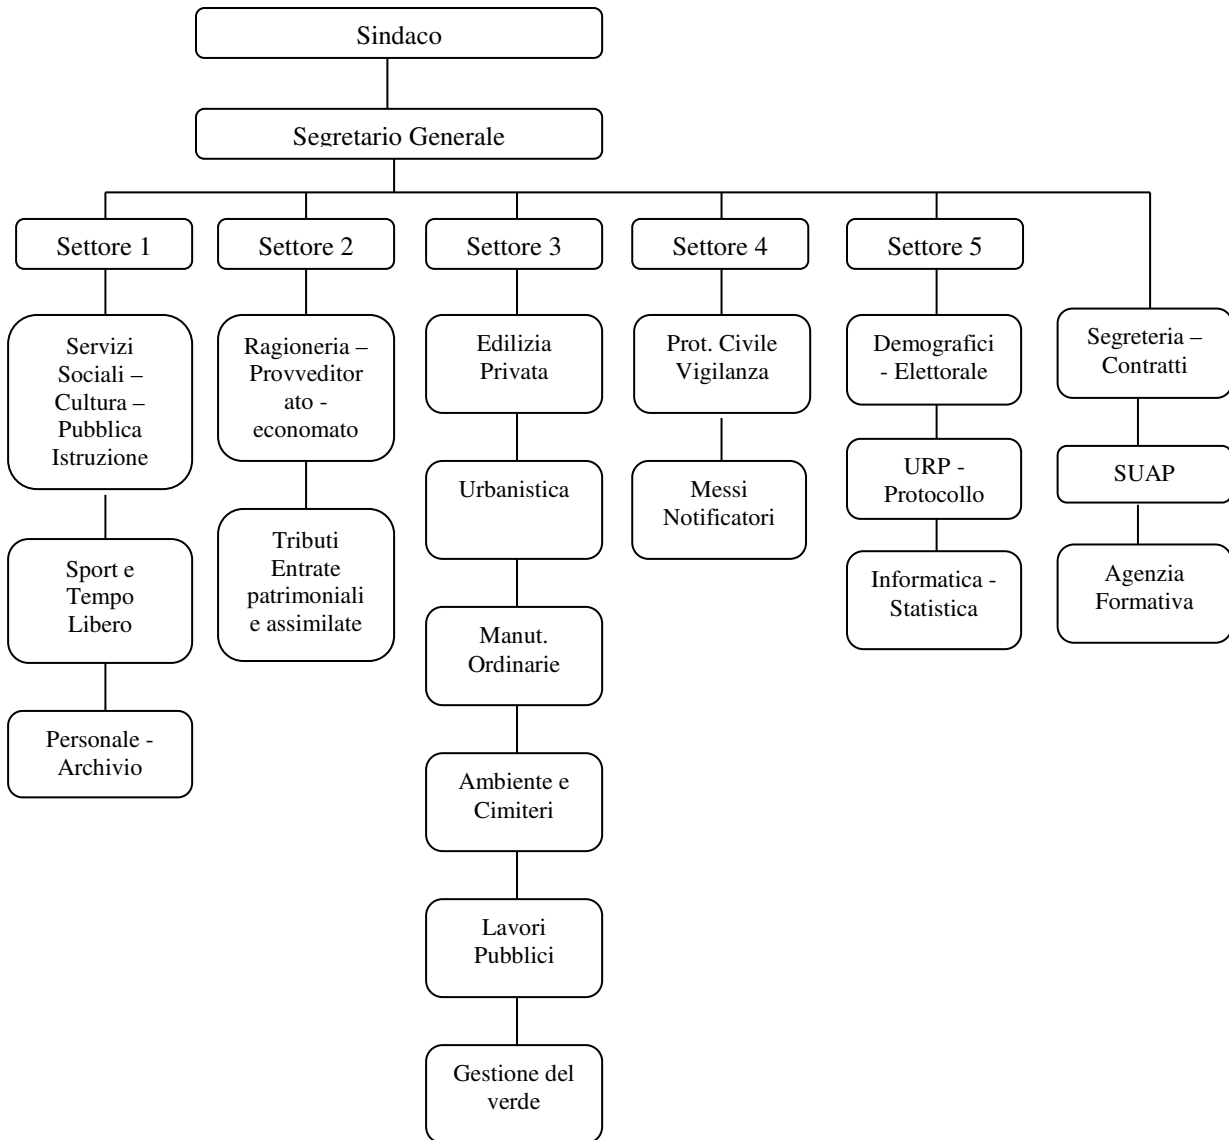 Sindaco
Segretario Generale
Settore 1
Settore 2
Settore 3
Settore 4
Settore 5
Servizi
Sociali –
Cultura –
Pubblica
Istruzione
Sport e
Tempo
Libero
Personale -
Archivio
Ragioneria –
Provveditor
ato -
economato
Tributi
Entrate
patrimoniali
e assimilate
Edilizia
Privata
Urbanistica
Manut.
Ordinarie
Ambiente e
Cimiteri
Lavori
Pubblici
Gestione del
verde
Prot. Civile
Vigilanza
Messi
Notificatori
Demografici
- Elettorale
URP -
Protocollo
Informatica -
Statistica
Segreteria –
Contratti
SUAP
Agenzia
Formativa